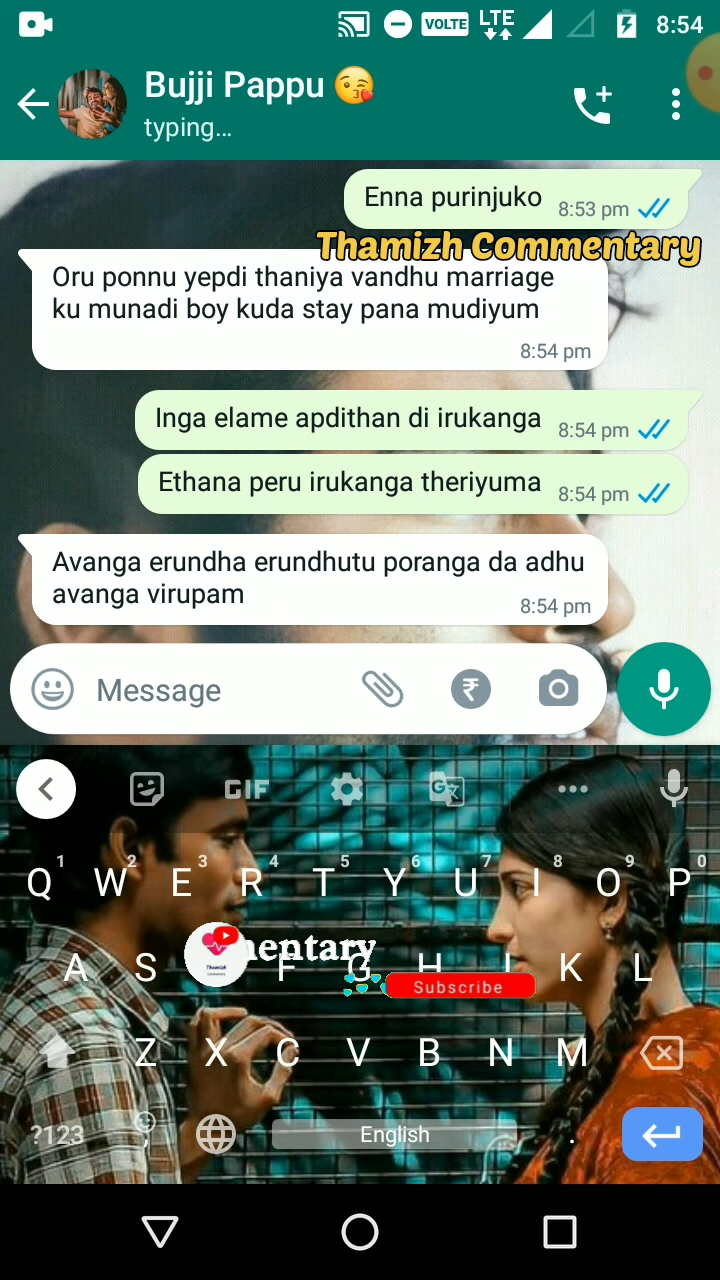 VOLTE LTE 8:54
Bujji Pappu 😘
typing...
Enna purinjuko 8:53 pm
Thamizh Commentary
Oru ponnu yepdi thaniya vandhu marriage
ku munadi boy kuda stay pana mudiyum
8:54 pm
Inga elame apdithan di irukanga 8:54 pm
Ethana peru irukanga theriyuma 8:54 pm
Avanga erundha erundhutu poranga da adhu
avanga virupam 8:54 pm
Message
GIF
1 2 3 4 5 6 7 8 9 0
Q W E R T Y U I O P
mentary
A S F G H J K L
Subscribe
Z X C V B N M
?123 , English .